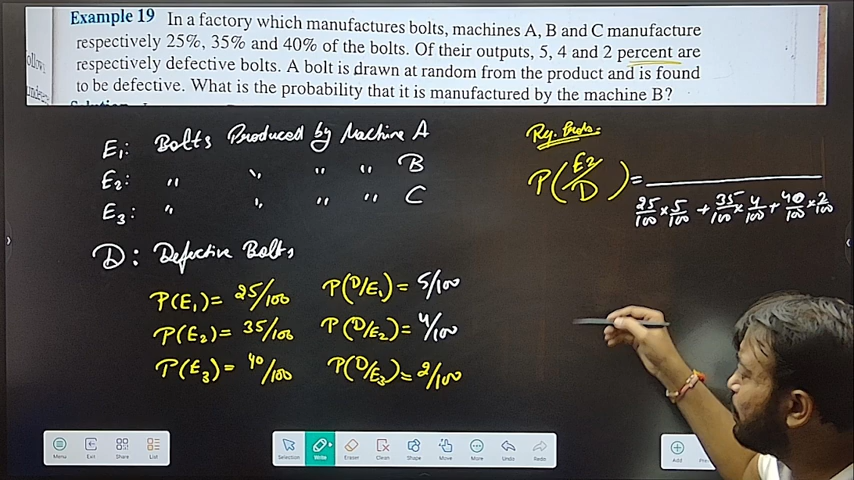 Example 19 In a factory which manufactures bolts, machines A, B and C manufacture
respectively 25%, 35% and 40% of the bolts. Of their outputs, 5, 4 and 2 percent are
respectively defective bolts. A bolt is drawn at random from the product and is found
to be defective. What is the probability that it is manufactured by the machine B?
E₁: Bolts Produced by Machine A
E₂: " " " " B
E₃: " " " " C
D: Defective Bolts
P(E₁) = 25/100 P(D/E₁) = 5/100
P(E₂) = 35/100 P(D/E₂) = 4/100
P(E₃) = 40/100 P(D/E₃) = 2/100
Req. Prob:
P(E₂/D) = ––––––
25/100 × 5/100 + 35/100 × 4/100 + 40/100 × 2/100
Menu Exit Share List
Selection Write Eraser Clean Shape Move More Undo Redo
Add